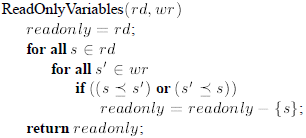 ReadOnlyVariables(rd, wr)
readonly = rd;
for all s ∈ rd
for all s′ ∈ wr
if ((s ⪯ s′) or (s′ ⪯ s))
readonly = readonly − {s};
return readonly;